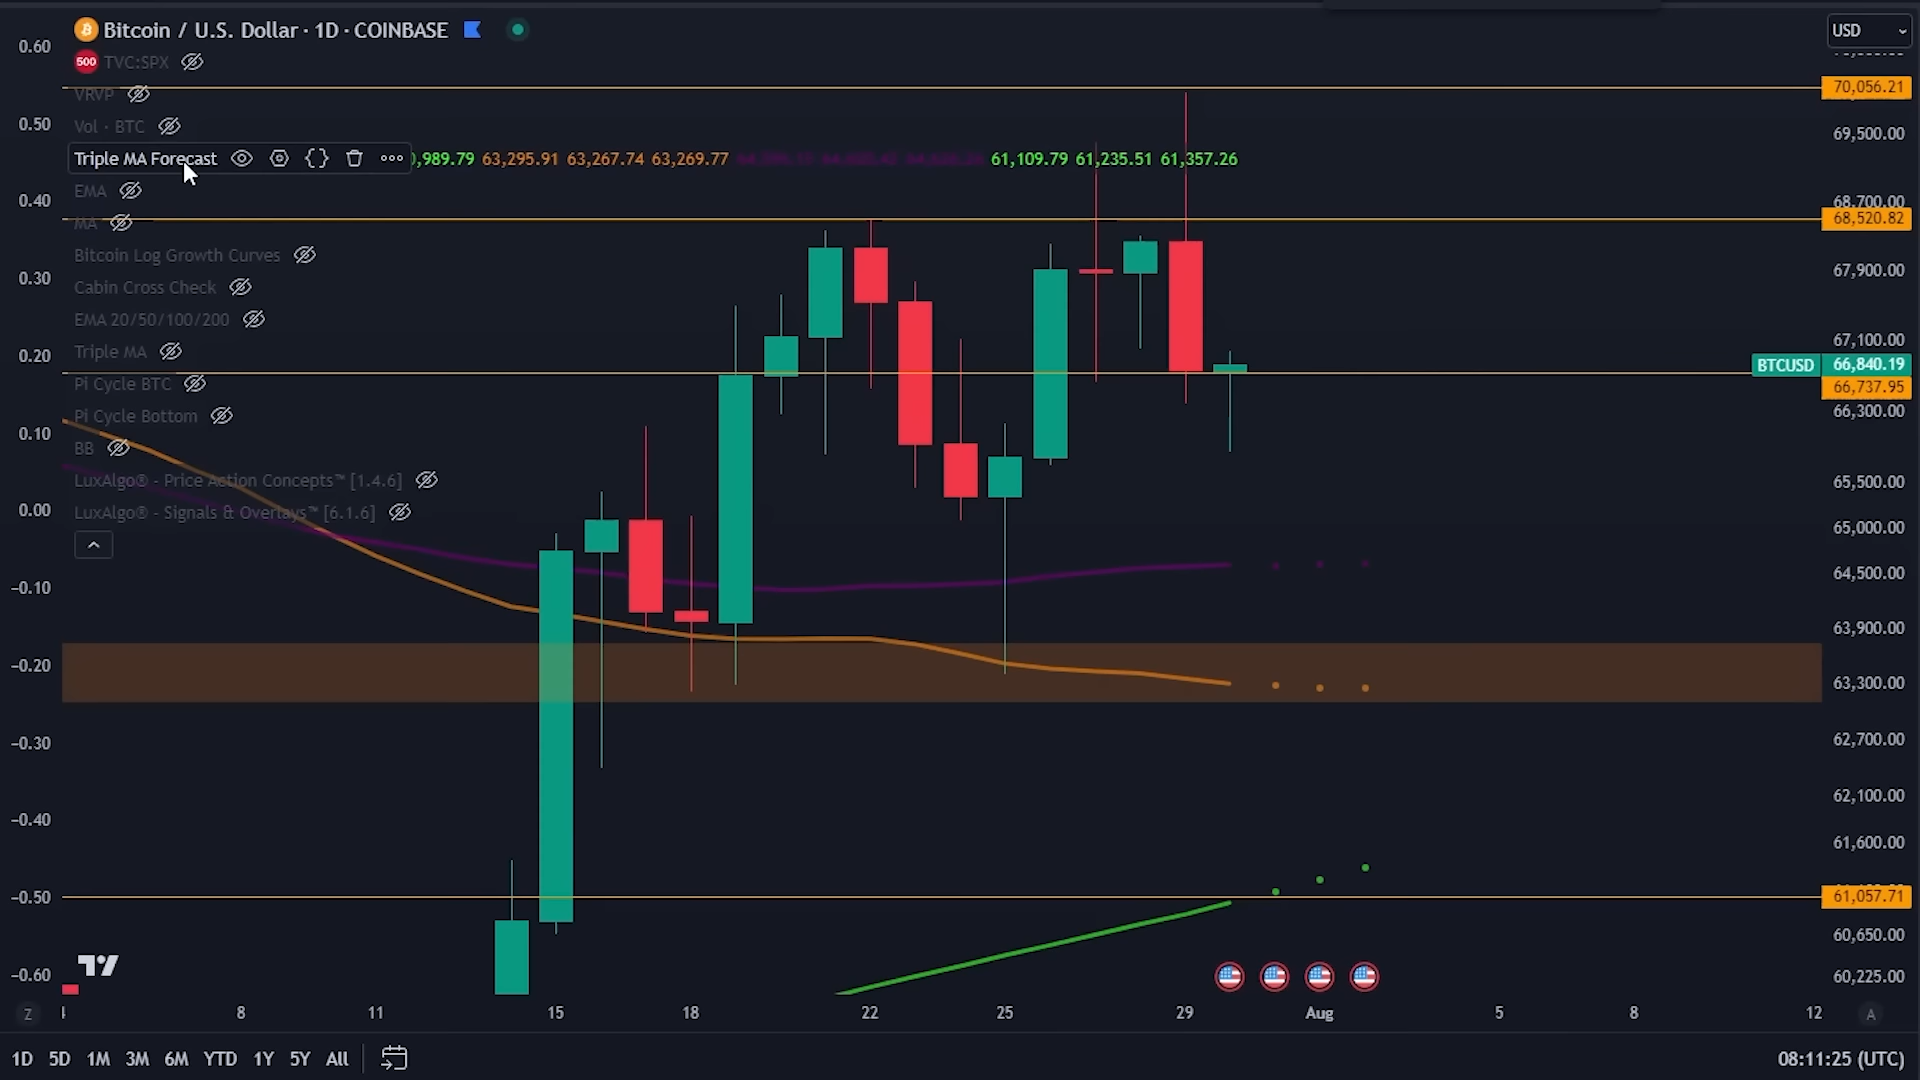 Bitcoin / U.S. Dollar · 1D · COINBASE
500 TVC:SPX
VRVP
Vol · BTC
Triple MA Forecast ,989.79 63,295.91 63,267.74 63,269.77 61,109.79 61,235.51 61,357.26
EMA
MA
Bitcoin Log Growth Curves
Cabin Cross Check
EMA 20/50/100/200
Triple MA
Pi Cycle BTC
Pi Cycle Bottom
BB
LuxAlgo® - Price Action Concepts™ [1.4.6]
LuxAlgo® - Signals & Overlays™ [6.1.6]
0.60
0.50
0.40
0.30
0.20
0.10
0.00
−0.10
−0.20
−0.30
−0.40
−0.50
−0.60
USD
70,056.21
69,500.00
68,700.00
68,520.82
67,900.00
67,100.00
BTCUSD 66,840.19
66,737.95
66,300.00
65,500.00
65,000.00
64,500.00
63,900.00
63,300.00
62,700.00
62,100.00
61,600.00
61,057.71
60,650.00
60,225.00
Z 8 11 15 18 22 25 29 Aug 5 8 12 A
1D 5D 1M 3M 6M YTD 1Y 5Y All 08:11:25 (UTC)